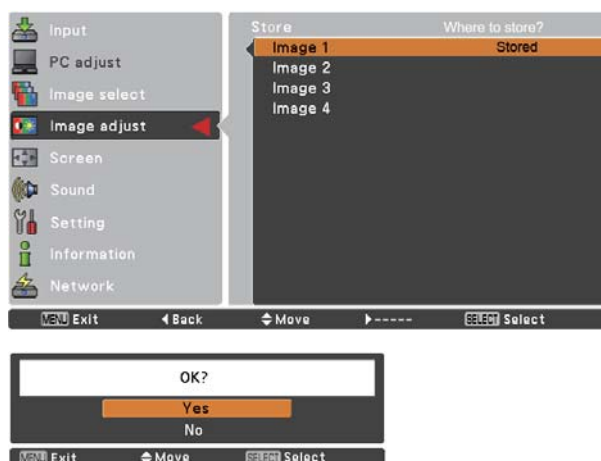 Input
PC adjust
Image select
Image adjust
Screen
Sound
Setting
Information
Network
Store Where to store?
Image 1 Stored
Image 2
Image 3
Image 4
MENU Exit Back Move ----- SELECT Select
OK?
Yes
No
MENU Exit Move SELECT Select